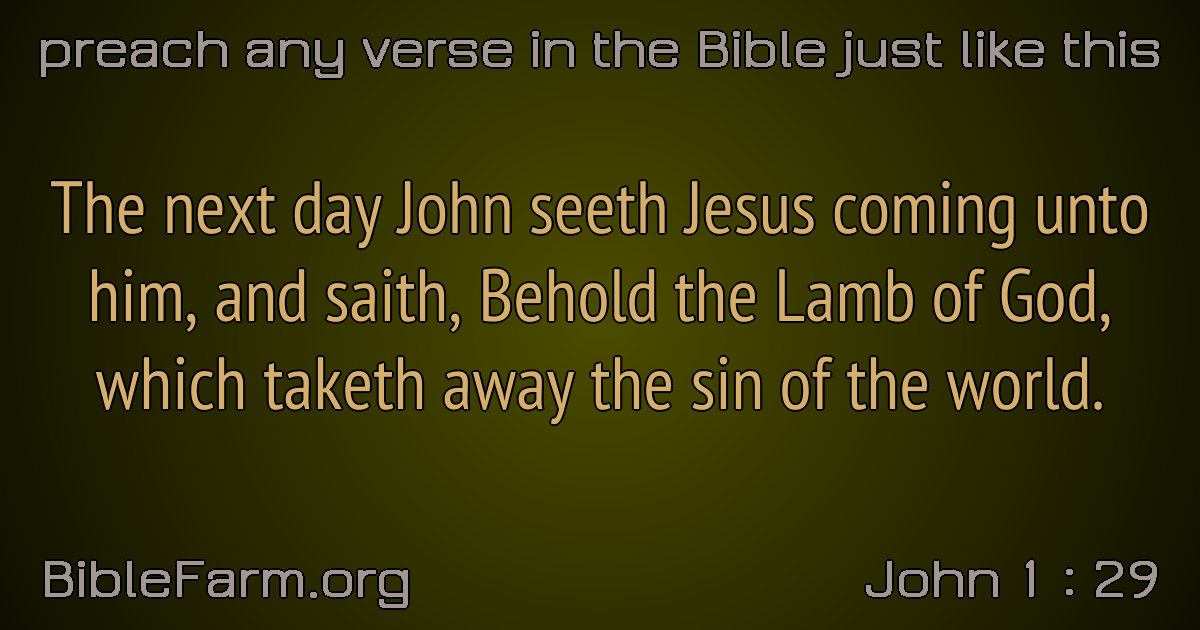 preach any verse in the Bible just like this
The next day John seeth Jesus coming unto
him, and saith, Behold the Lamb of God,
which taketh away the sin of the world.
BibleFarm.org
John 1 : 29